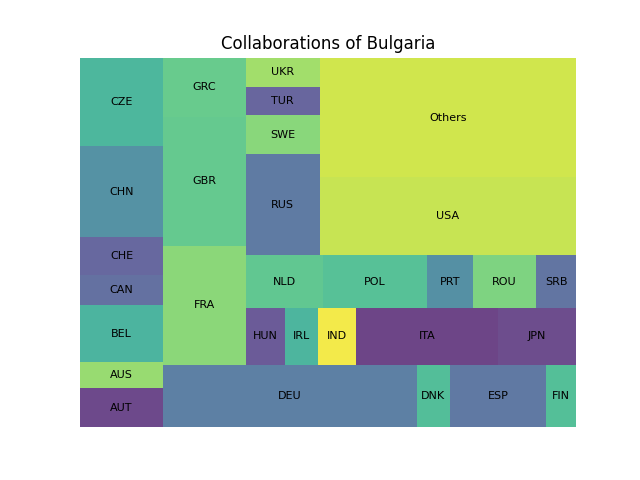 Collaborations of Bulgaria
CZE
GRC
UKR
TUR
Others
SWE
CHN
GBR
RUS
USA
CHE
CAN
NLD
POL
PRT
ROU
SRB
FRA
BEL
HUN
IRL
IND
ITA
JPN
AUS
AUT
DEU
DNK
ESP
FIN